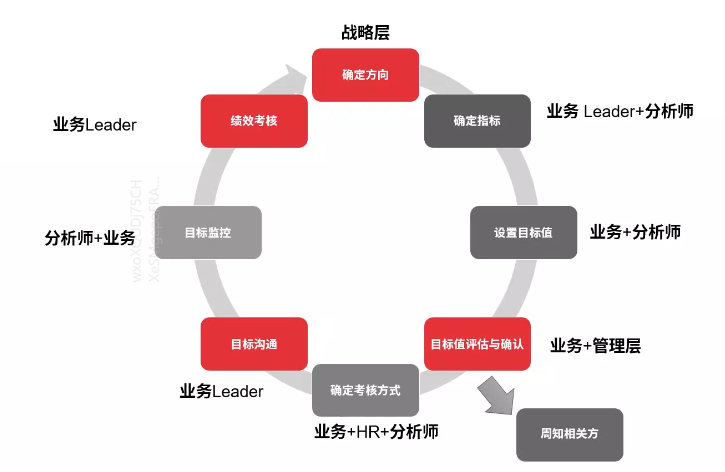 战略层
确定方向
绩效考核
确定指标
业务Leader
业务 Leader+分析师
目标监控
设置目标值
分析师+业务
业务+分析师
目标沟通
目标值评估与确认
业务+管理层
业务Leader
确定考核方式
业务+HR+分析师
周知相关方